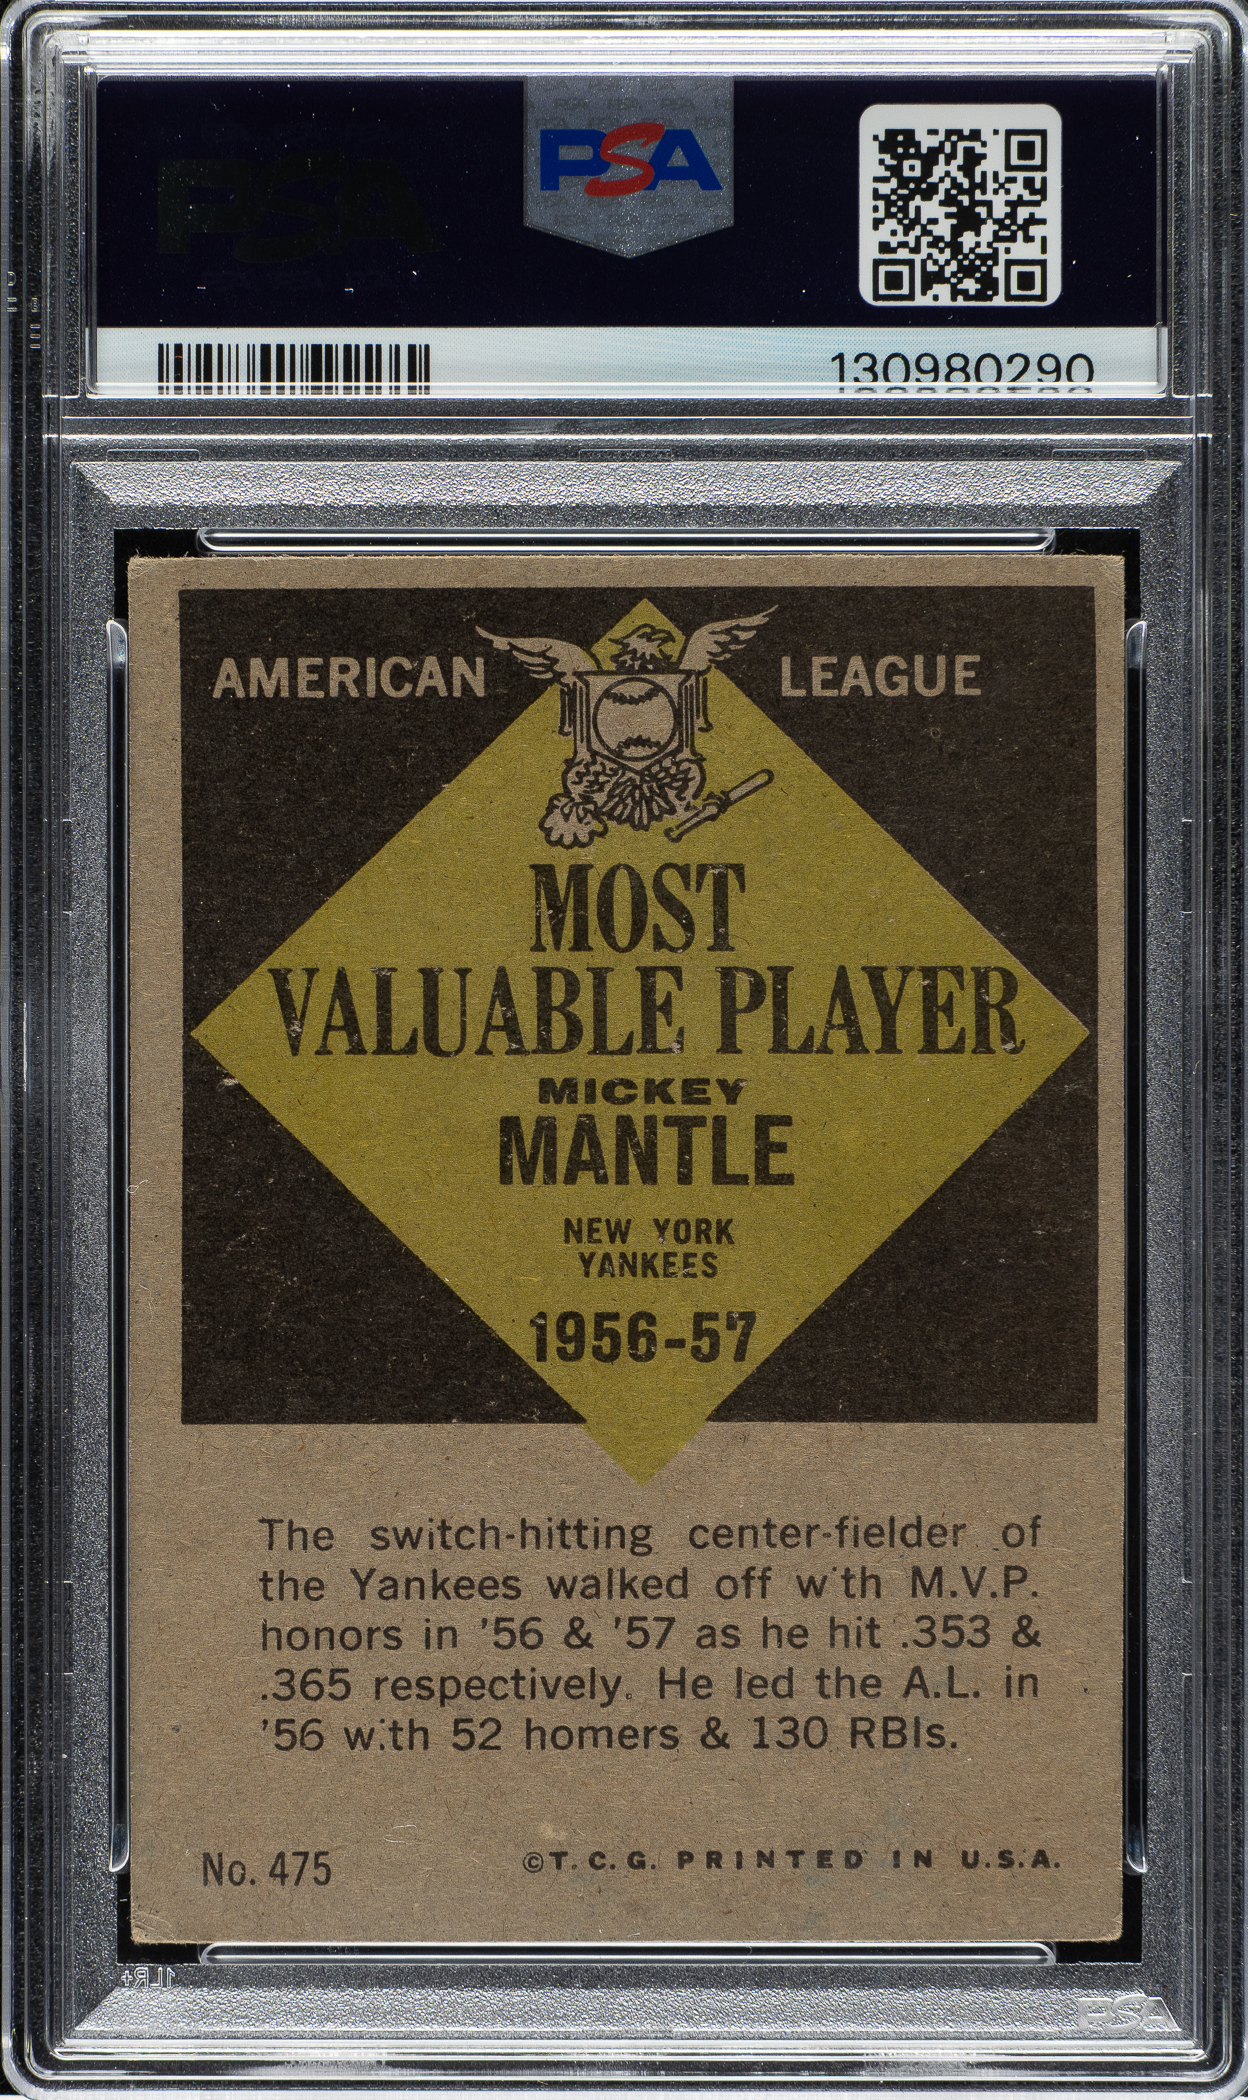 PSA
130980290
AMERICAN LEAGUE
MOST
VALUABLE PLAYER
MICKEY
MANTLE
NEW YORK
YANKEES
1956-57
The switch-hitting center-fielder of
the Yankees walked off w'th M.V.P.
honors in '56 & '57 as he hit .353 &
.365 respectively. He led the A.L. in
'56 w.th 52 homers & 130 RBIs.
No. 475 ©T.C.G. PRINTED IN U.S.A.
1LR+
PSA